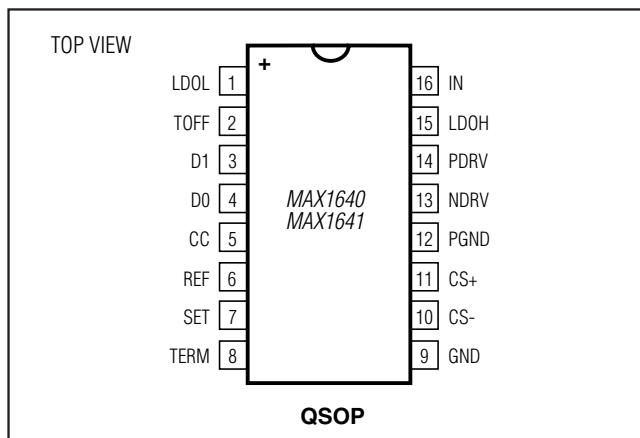 TOP VIEW
+
LDOL 1 16 IN
TOFF 2 15 LDOH
D1 3 14 PDRV
D0 4 MAX1640 13 NDRV
MAX1641
CC 5 12 PGND
REF 6 11 CS+
SET 7 10 CS-
TERM 8 9 GND
QSOP